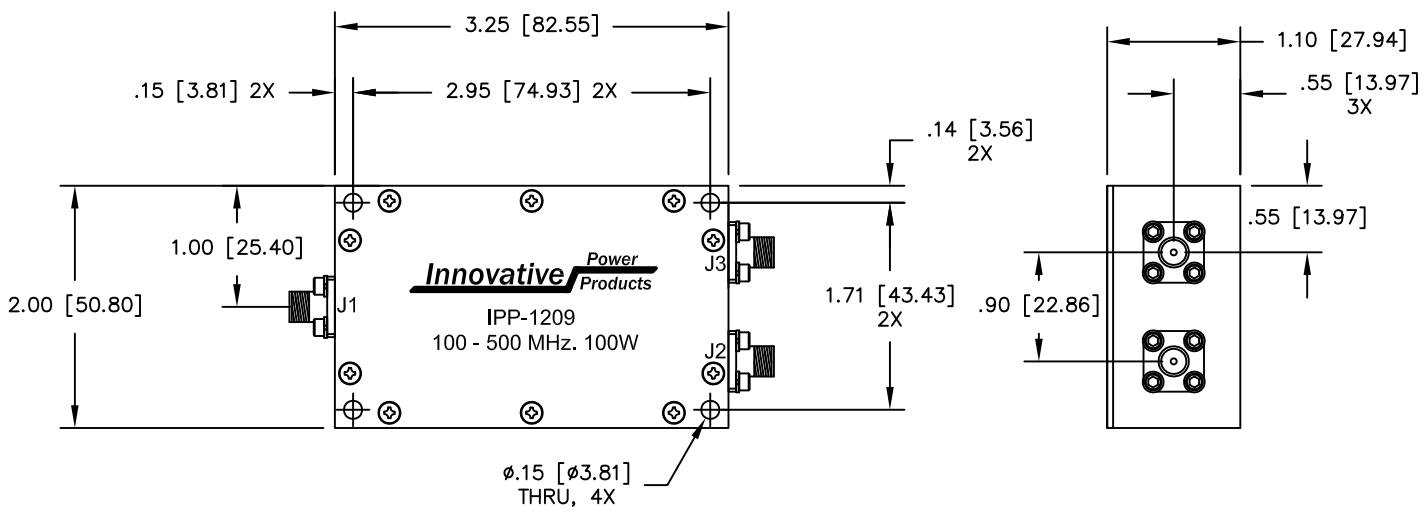 3.25 [82.55]
1.10 [27.94]
.15 [3.81] 2X
2.95 [74.93] 2X
.55 [13.97]
3X
.14 [3.56]
2X
1.00 [25.40]
.55 [13.97]
2.00 [50.80]
J1
Innovative Power Products
IPP-1209
100 - 500 MHz. 100W
J3
J2
1.71 [43.43]
2X
.90 [22.86]
ø.15 [ø3.81]
THRU, 4X